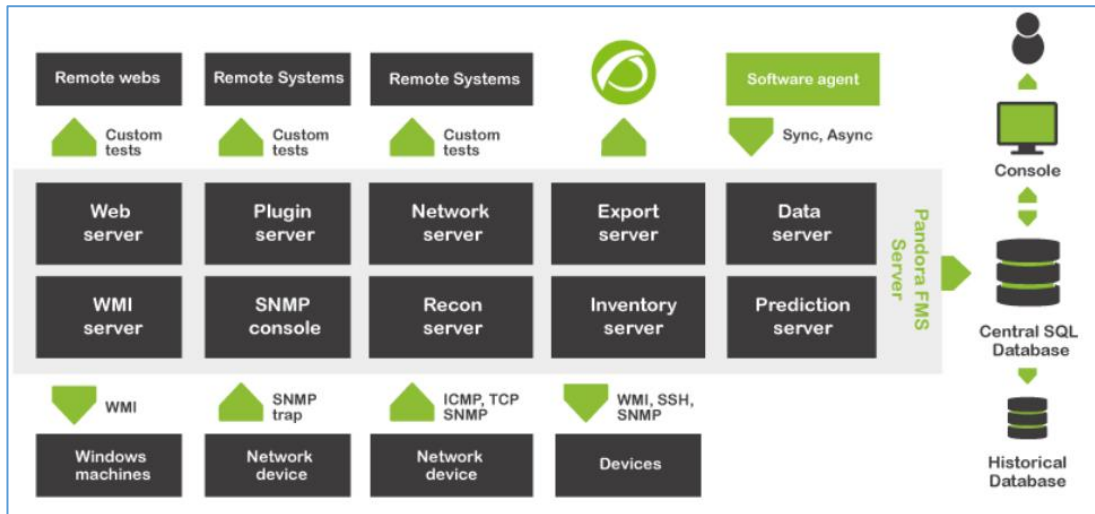 Remote webs
Remote Systems
Remote Systems
Software agent
Custom
tests
Custom
tests
Custom
tests
Sync, Async
Console
Web
server
Plugin
server
Network
server
Export
server
Data
server
WMI
server
SNMP
console
Recon
server
Inventory
server
Prediction
server
Pandora FMS
Server
Central SQL
Database
WMI
SNMP
trap
ICMP, TCP
SNMP
WMI, SSH,
SNMP
Windows
machines
Network
device
Network
device
Devices
Historical
Database